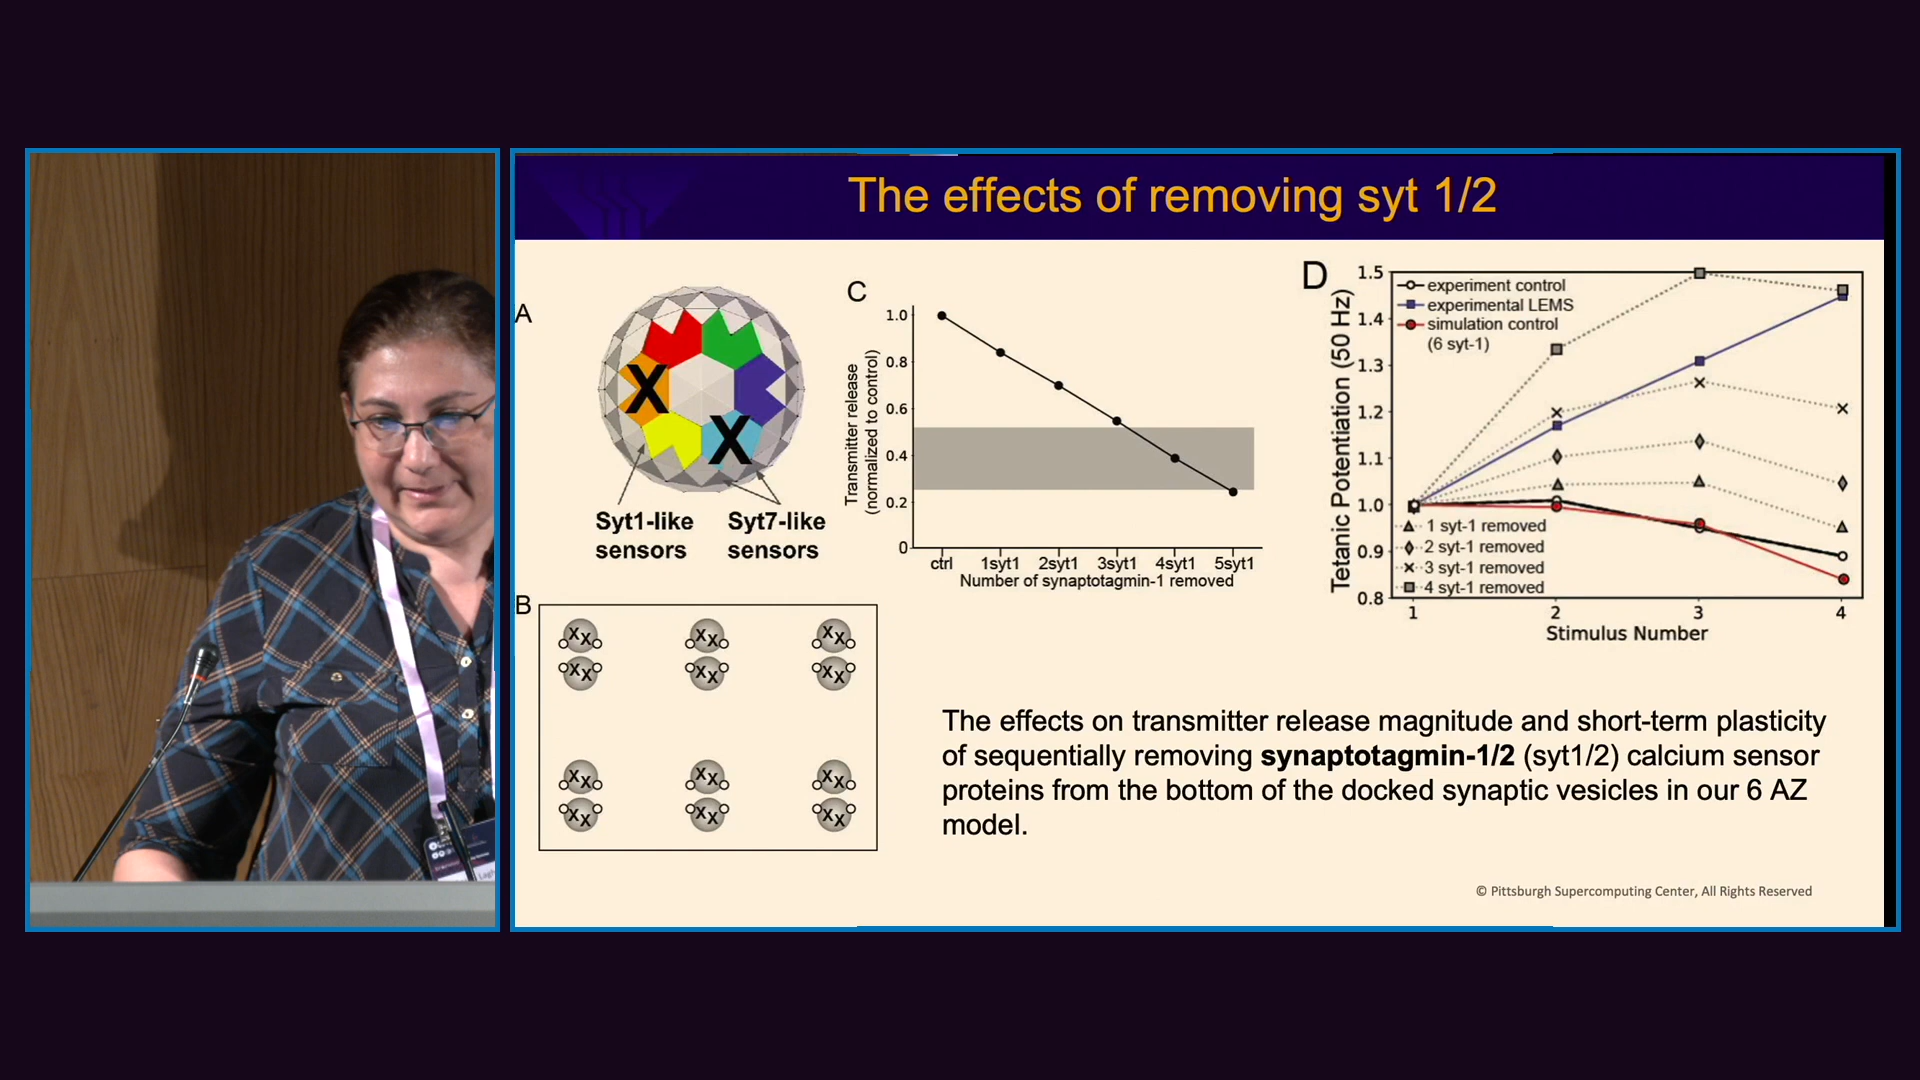 The effects of removing syt 1/2
A
X
X
Syt1-like
sensors
Syt7-like
sensors
B
X X
X X
X X
X X
X X
X X
X X
X X
X X
X X
X X
X X
C
Transmitter release
(normalized to control)
1.0
0.8
0.6
0.4
0.2
0
ctrl 1syt1 2syt1 3syt1 4syt1 5syt1
Number of synaptotagmin-1 removed
D
Tetanic Potentiation (50 Hz)
1.5
1.4
1.3
1.2
1.1
1.0
0.9
0.8
experiment control
experimental LEMS
simulation control
(6 syt-1)
1 syt-1 removed
2 syt-1 removed
3 syt-1 removed
4 syt-1 removed
1 2 3 4
Stimulus Number
The effects on transmitter release magnitude and short-term plasticity
of sequentially removing synaptotagmin-1/2 (syt1/2) calcium sensor
proteins from the bottom of the docked synaptic vesicles in our 6 AZ
model.
© Pittsburgh Supercomputing Center, All Rights Reserved